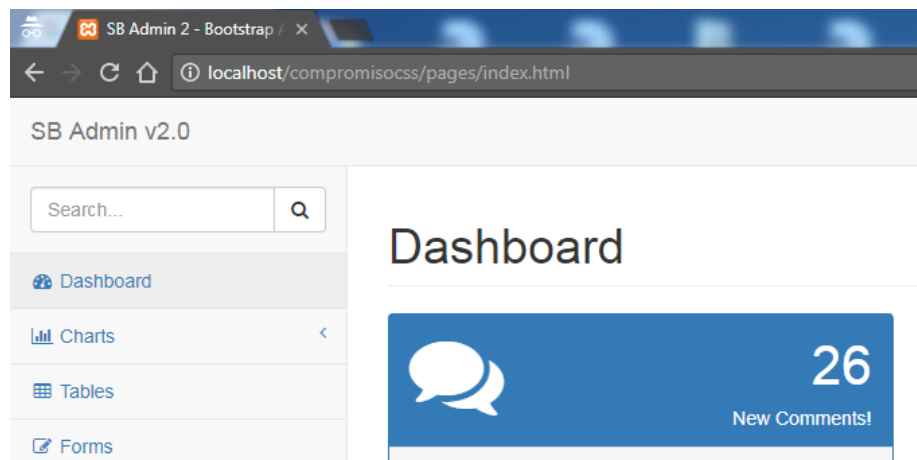 SB Admin 2 - Bootstrap
localhost/compromisocss/pages/index.html
SB Admin v2.0
Search...
Dashboard
Charts
Tables
Forms
Dashboard
26
New Comments!